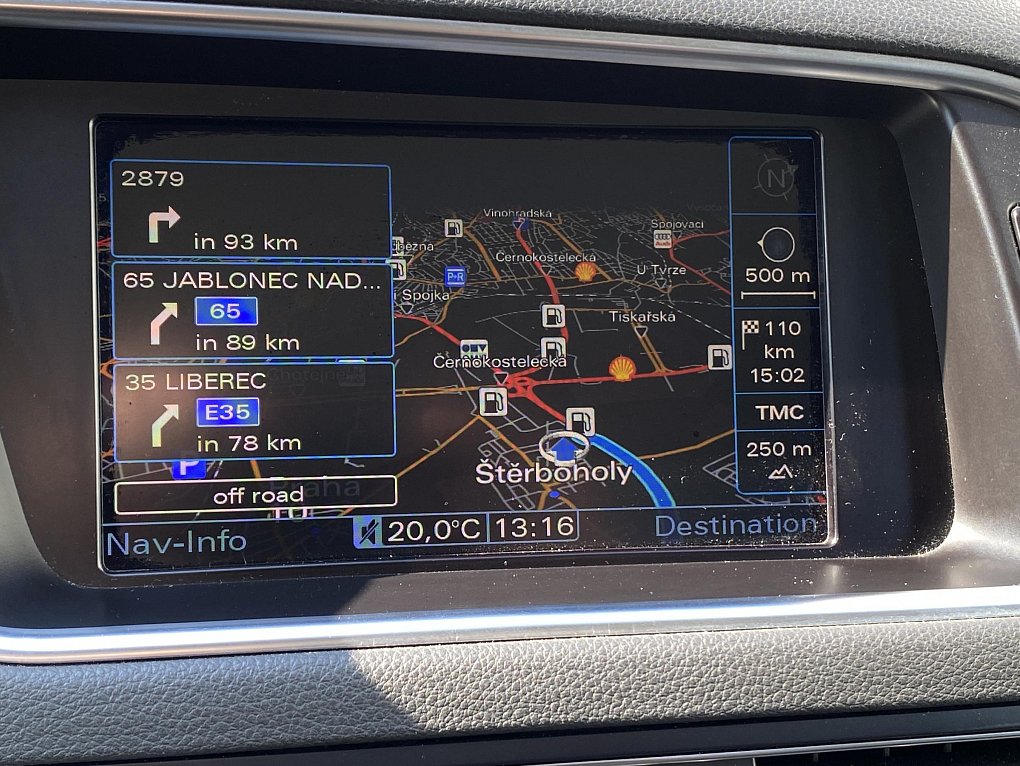 2879
in 93 km
65 JABLONEC NAD...
65
in 89 km
35 LIBEREC
E35
in 78 km
off road
Vinohradská
Spojovací
Černokostelecká
U Tvrze
P+R
Spojka
Tiskařská
Černokostelecká
Štěrboholy
P
Praha
N
500 m
110
km
15:02
TMC
250 m
Nav-Info
20,0°C
13:16
Destination